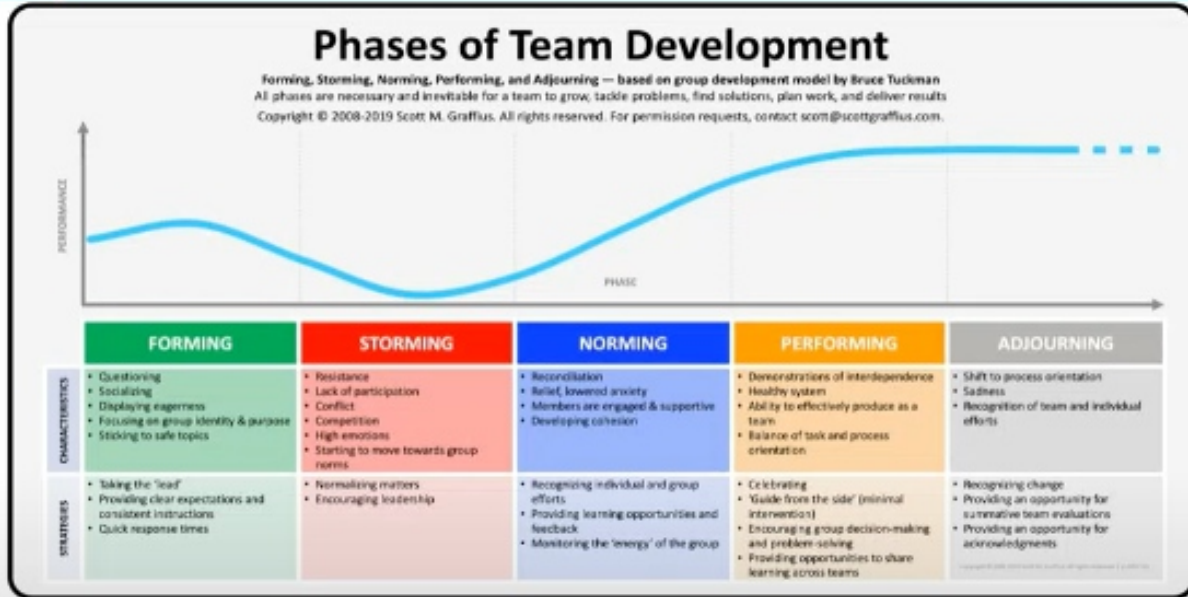 Phases of Team Development
Forming, Storming, Norming, Performing, and Adjourning — based on group development model by Bruce Tuckman
All phases are necessary and inevitable for a team to grow, tackle problems, find solutions, plan work, and deliver results
Copyright © 2008-2019 Scott M. Graffius. All rights reserved. For permission requests, contact scott@scottgraffius.com.
PERFORMANCE
PHASE
FORMING
STORMING
NORMING
PERFORMING
ADJOURNING
CHARACTERISTICS
• Questioning
• Socializing
• Displaying eagerness
• Focusing on group identity & purpose
• Sticking to safe topics
• Resistance
• Lack of participation
• Conflict
• Competition
• High emotions
• Starting to move towards group
norms
• Reconciliation
• Relief, lowered anxiety
• Members are engaged & supportive
• Developing cohesion
• Demonstrations of interdependence
• Healthy system
• Ability to effectively produce as a
team
• Balance of task and process
orientation
• Shift to process orientation
• Sadness
• Recognition of team and individual
efforts
STRATEGIES
• Taking the 'lead'
• Providing clear expectations and
consistent instructions
• Quick response times
• Normalizing matters
• Encouraging leadership
• Recognizing individual and group
efforts
• Providing learning opportunities and
feedback
• Monitoring the 'energy' of the group
• Celebrating
• 'Guide from the side' (minimal
intervention)
• Encouraging group decision-making
and problem-solving
• Providing opportunities to share
learning across teams
• Recognizing change
• Providing an opportunity for
summative team evaluations
• Providing an opportunity for
acknowledgments